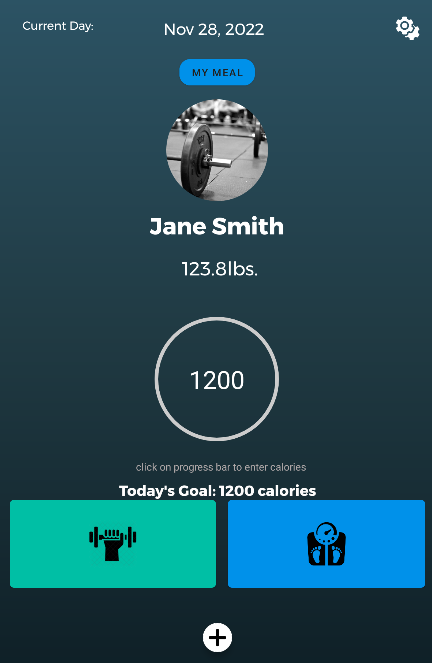 Current Day:
Nov 28, 2022
MY MEAL
Jane Smith
123.8lbs.
1200
click on progress bar to enter calories
Today's Goal: 1200 calories